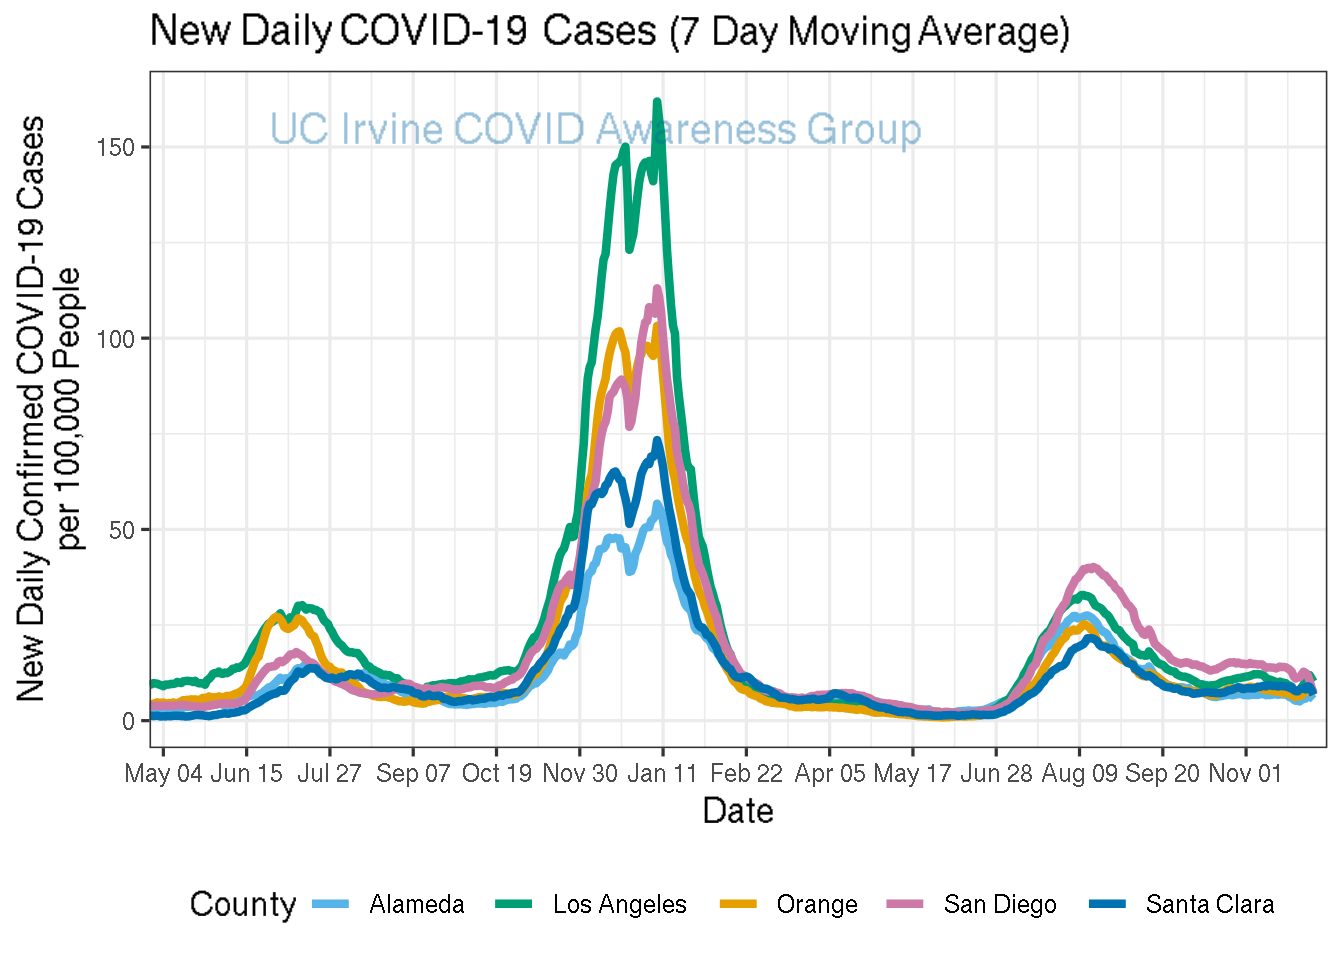 New Daily COVID-19 Cases (7 Day Moving Average)
UC Irvine COVID Awareness Group
New Daily Confirmed COVID-19 Cases
per 100,000 People
150
100
50
0
May 04 Jun 15 Jul 27 Sep 07 Oct 19 Nov 30 Jan 11 Feb 22 Apr 05 May 17 Jun 28 Aug 09 Sep 20 Nov 01
Date
County Alameda Los Angeles Orange San Diego Santa Clara